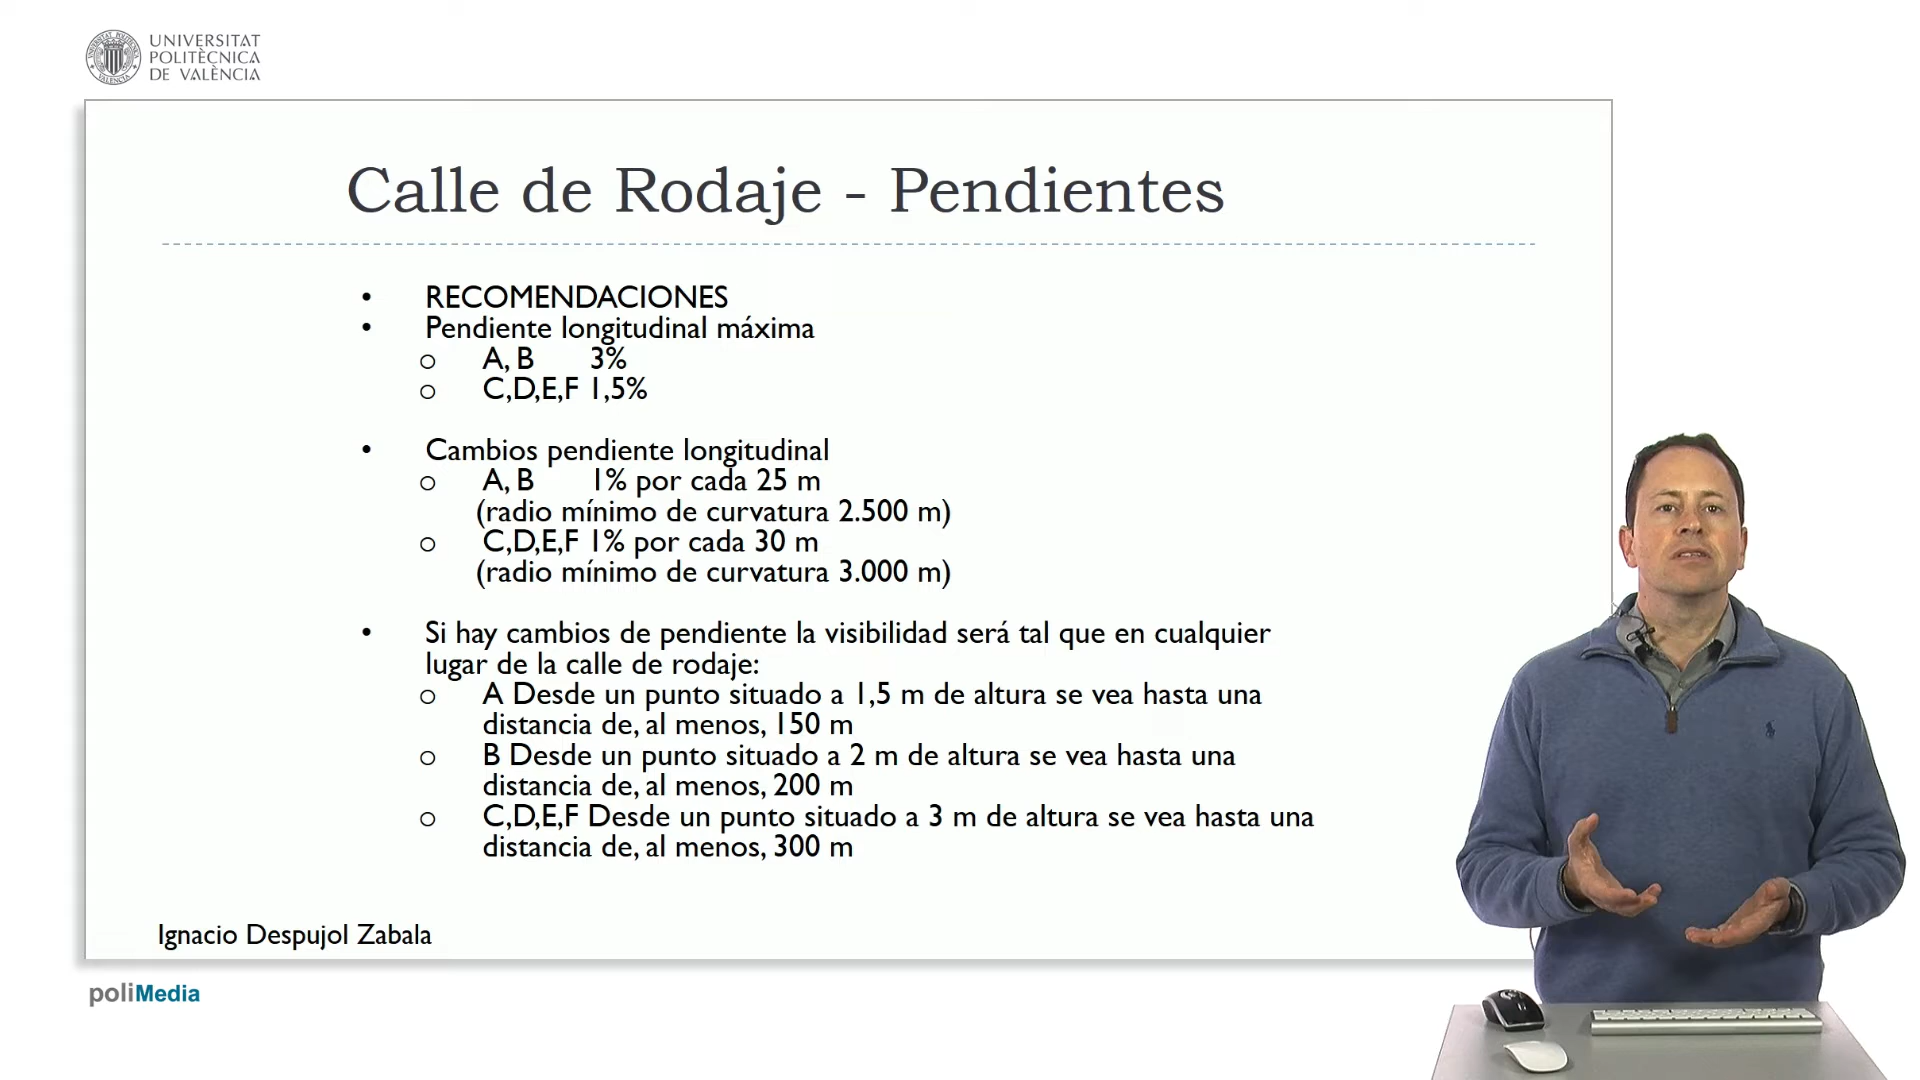 UNIVERSITAT
POLITÈCNICA
DE VALÈNCIA
Calle de Rodaje - Pendientes
• RECOMENDACIONES
• Pendiente longitudinal máxima
o A, B 3%
o C,D,E,F 1,5%
• Cambios pendiente longitudinal
o A, B 1% por cada 25 m
(radio mínimo de curvatura 2.500 m)
o C,D,E,F 1% por cada 30 m
(radio mínimo de curvatura 3.000 m)
• Si hay cambios de pendiente la visibilidad será tal que en cualquier
lugar de la calle de rodaje:
o A Desde un punto situado a 1,5 m de altura se vea hasta una
distancia de, al menos, 150 m
o B Desde un punto situado a 2 m de altura se vea hasta una
distancia de, al menos, 200 m
o C,D,E,F Desde un punto situado a 3 m de altura se vea hasta una
distancia de, al menos, 300 m
Ignacio Despujol Zabala
poliMedia